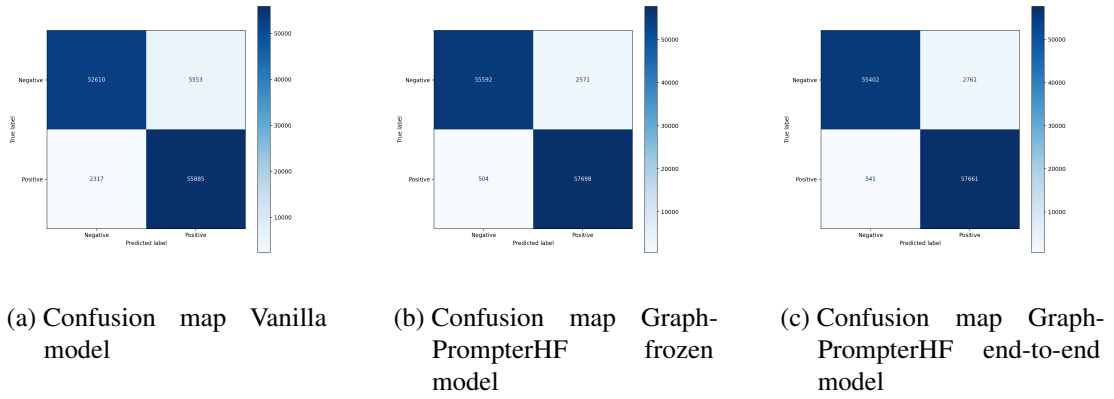 Negative
52610
5553
50000
40000
True label
30000
20000
Positive
2317
55885
10000
Negative
Positive
Predicted label
Negative
55592
2571
50000
40000
True label
30000
20000
Positive
504
57698
10000
Negative
Positive
Predicted label
Negative
55402
2761
50000
40000
True label
30000
20000
Positive
541
57661
10000
Negative
Positive
Predicted label
(a) Confusion map Vanilla
model
(b) Confusion map Graph-
PrompterHF frozen
model
(c) Confusion map Graph-
PrompterHF end-to-end
model